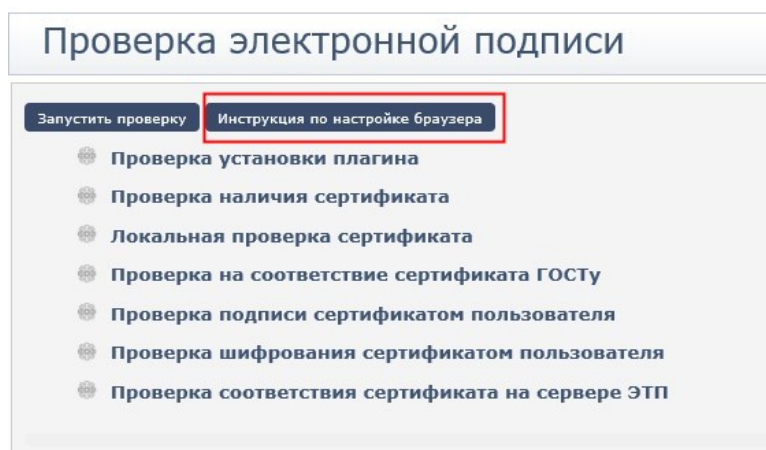 Проверка электронной подписи
Запустить проверку Инструкция по настройке браузера
Проверка установки плагина
Проверка наличия сертификата
Локальная проверка сертификата
Проверка на соответствие сертификата ГОСТу
Проверка подписи сертификатом пользователя
Проверка шифрования сертификатом пользователя
Проверка соответствия сертификата на сервере ЭТП